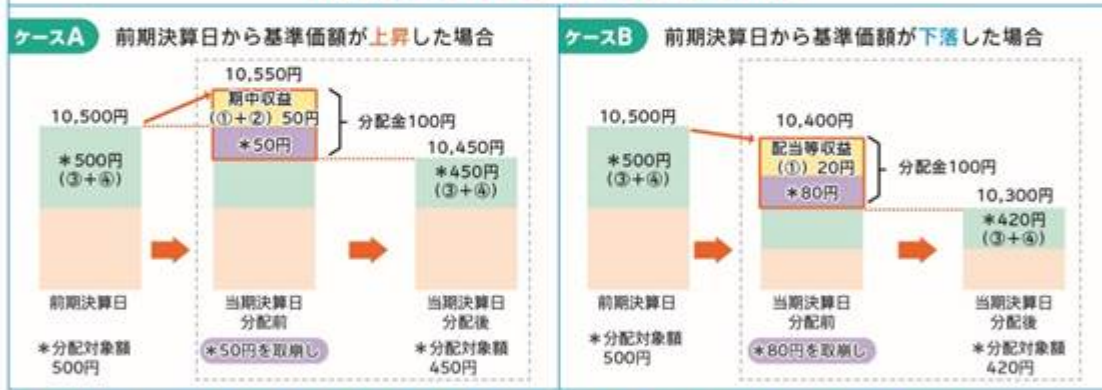 ケースA 前期決算日から基準価額が上昇した場合
10,550円
期中収益
(①+②) 50円
10,500円
分配金100円
*50円
10,450円
*500円
(③+④)
*450円
(③+④)
前期決算日
当期決算日
分配前
当期決算日
分配後
*分配対象額
500円
*50円を取崩し
*分配対象額
450円
ケースB 前期決算日から基準価額が下落した場合
10,500円
10,400円
配当等収益
(①) 20円
分配金100円
*500円
(③+④)
*80円
10,300円
*420円
(③+④)
前期決算日
当期決算日
分配前
当期決算日
分配後
*分配対象額
500円
*80円を取崩し
*分配対象額
420円